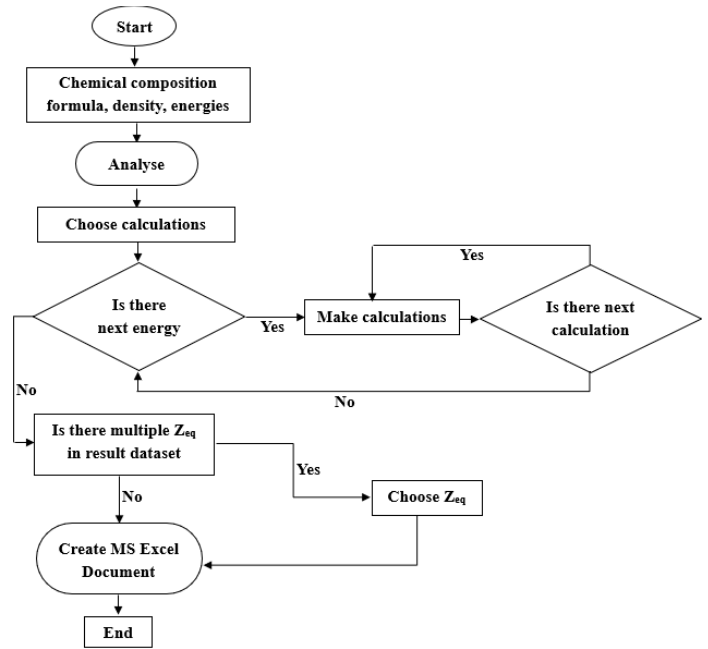 Start
Chemical composition
formula, density, energies
Analyse
Choose calculations
Yes
Is there
next energy
Yes
Make calculations
Is there next
calculation
No
No
Is there multiple Zeq
in result dataset
Yes
No
Choose Zeq
Create MS Excel
Document
End